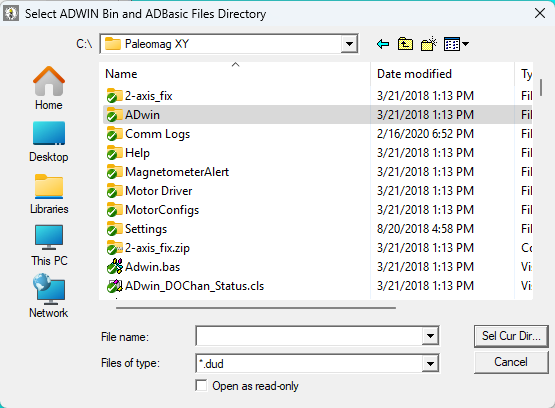 Select ADWIN Bin and ADBasic Files Directory
C:\ Paleomag XY
Name Date modified Ty
2-axis_fix 3/21/2018 1:13 PM Fil
ADwin 3/21/2018 1:13 PM Fil
Comm Logs 2/16/2020 6:52 PM Fil
Help 3/21/2018 1:13 PM Fil
MagnetometerAlert 3/21/2018 1:13 PM Fil
Motor Driver 3/21/2018 1:13 PM Fil
MotorConfigs 3/21/2018 1:13 PM Fil
Settings 8/20/2018 4:58 PM Fil
2-axis_fix.zip 3/21/2018 1:13 PM Co
Adwin.bas 3/21/2018 1:13 PM Vis
ADwin_DOChan_Status.cls 3/21/2018 1:13 PM Vis
Home
Desktop
Libraries
This PC
Network
File name:
Sel Cur Dir...
Files of type: *.dud
Cancel
Open as read-only